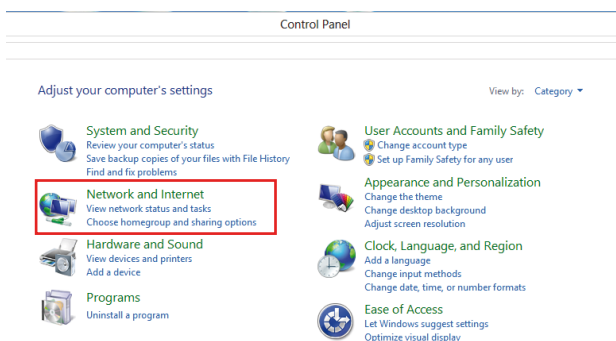 Control Panel
Adjust your computer's settings
View by: Category
System and Security
Review your computer's status
Save backup copies of your files with File History
Find and fix problems
Network and Internet
View network status and tasks
Choose homegroup and sharing options
Hardware and Sound
View devices and printers
Add a device
Programs
Uninstall a program
User Accounts and Family Safety
Change account type
Set up Family Safety for any user
Appearance and Personalization
Change the theme
Change desktop background
Adjust screen resolution
Clock, Language, and Region
Add a language
Change input methods
Change date, time, or number formats
Ease of Access
Let Windows suggest settings
Optimize visual display